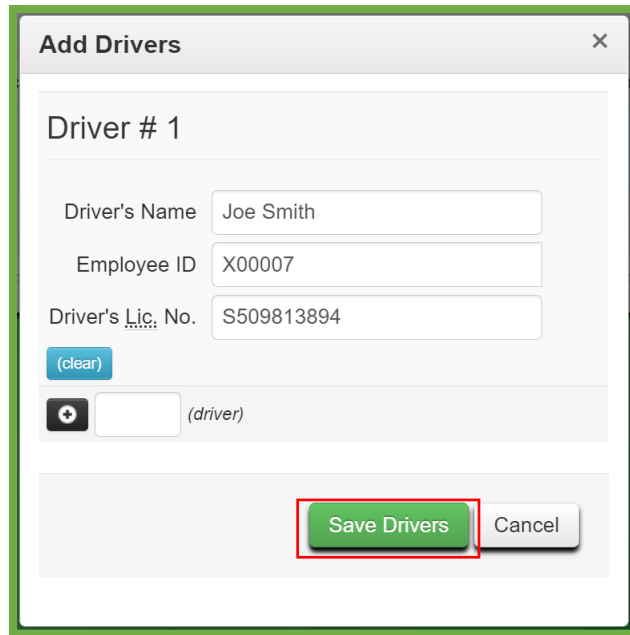 Add Drivers ×
Driver # 1
Driver's Name Joe Smith
Employee ID X00007
Driver's Lic. No. S509813894
(clear)
(driver)
Save Drivers Cancel